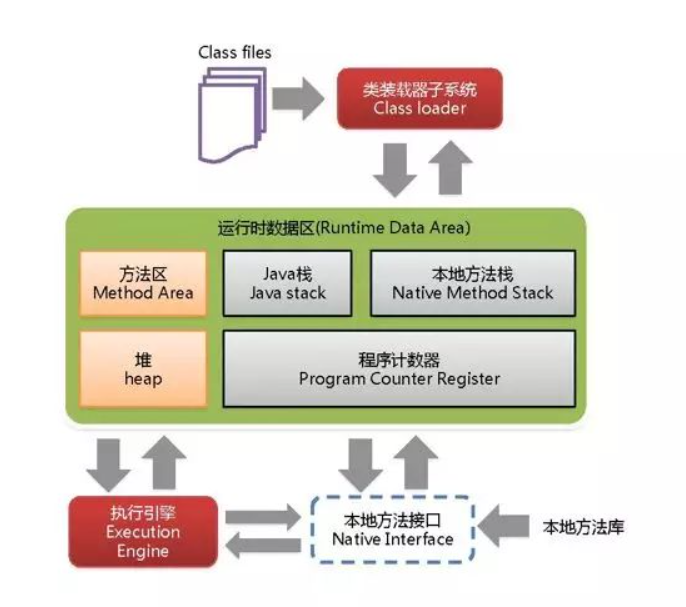 Class files
类装载器子系统
Class loader
运行时数据区(Runtime Data Area)
方法区
Method Area
Java栈
Java stack
本地方法栈
Native Method Stack
堆
heap
程序计数器
Program Counter Register
执行引擎
Execution
Engine
本地方法接口
Native Interface
本地方法库